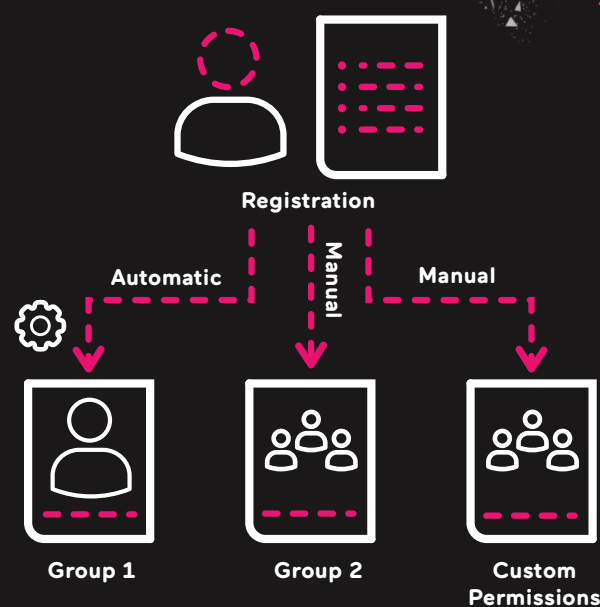 Registration
Automatic
Manual
Manual
Group 1
Group 2
Custom
Permissions